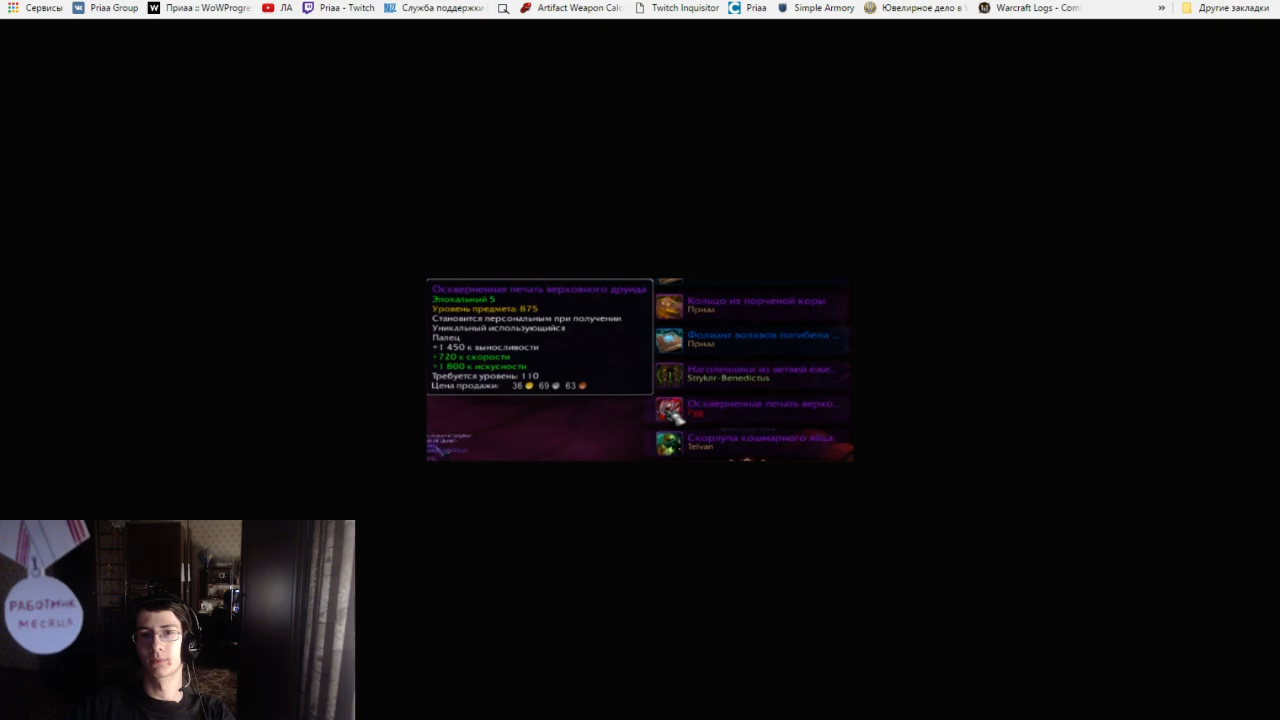 Сервисы Priaa Group Приаа :: WoWProgre ЛА Priaa - Twitch Служба поддержки Artifact Weapon Calc Twitch Inquisitor Priaa Simple Armory Ювелирное дело в Warcraft Logs - Com » Другие закладки
Оскверненная печать верховного друида
Эпохальный 5
Уровень предмета: 875
Становится персональным при получении
Уникальный использующийся
Палец
+1 450 к выносливости
+720 к скорости
+1 800 к искусности
Требуется уровень: 110
Цена продажи: 36 69 63
Кольцо из порченой коры
Приаа
Фолиант волхвов погибели ...
Приаа
Наголенники из ветвей еже...
Strykar-Benedictus
Оскверненная печать верхо...
Скорлупа кошмарного яйца
Telvan
РАБОТНИК
МЕСЯЦА